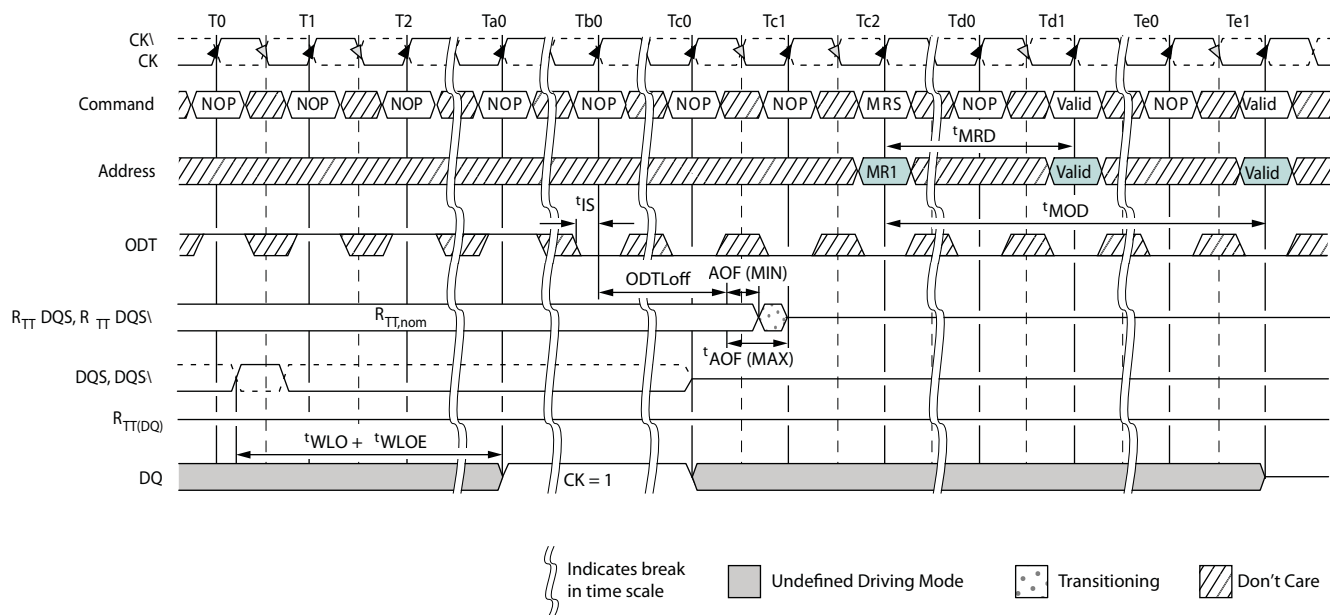 T0 T1 T2 Ta0 Tb0 Tc0 Tc1 Tc2 Td0 Td1 Te0 Te1
CK\
CK
Command NOP NOP NOP NOP NOP NOP NOP MRS NOP Valid NOP Valid
tMRD
Address MR1 Valid Valid
tIS tMOD
ODT
ODTLoff AOF (MIN)
RTT DQS, R TT DQS\ RTT,nom
tAOF (MAX)
DQS, DQS\
RTT(DQ)
tWLO + tWLOE
DQ CK = 1
Indicates break
in time scale
Undefined Driving Mode Transitioning Don't Care